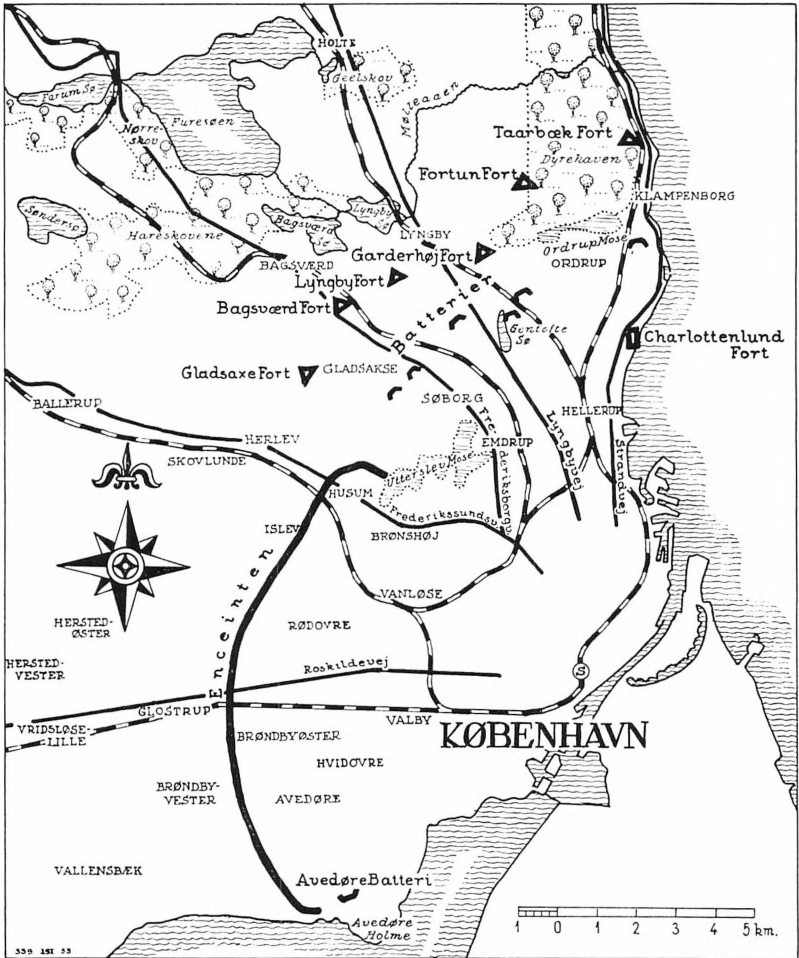 HOLTE
Geelskov
Farum Sø
Furesøen
Nørre-
skov
Mølleaaen
Taarbæk Fort
Dyrehaven
Fortun Fort
KLAMPENBORG
Søndersø
Hareskovene
Bagsværd
Sø
Lyngby
Sø
LYNGBY
Ordrup Mose
ORDRUP
BAGSVÆRD
Garderhøj Fort
Lyngby Fort
Bagsværd Fort
Batterier
Gentofte
Sø
Charlottenlund
Fort
Gladsaxe Fort
GLADSAKSE
BALLERUP
SØBORG
HELLERUP
HERLEV
SKOVLUNDE
Utterslev Mose
EMDRUP
Frederiksborgv.
Lyngbyvej
Strandvej
HUSUM
Frederikssundsv.
ISLEV
BRØNSHØJ
Enceinten
VANLØSE
HERSTED-
ØSTER
RØDOVRE
HERSTED-
VESTER
Roskildevej
S
GLOSTRUP
VRIDSLØSE-
LILLE
VALBY
KØBENHAVN
BRØNDBYØSTER
HVIDOVRE
BRØNDBY-
VESTER
AVEDØRE
VALLENSBÆK
Avedøre Batteri
Avedøre
Holme
1 0 1 2 3 4 5 km.
339 ISI 53